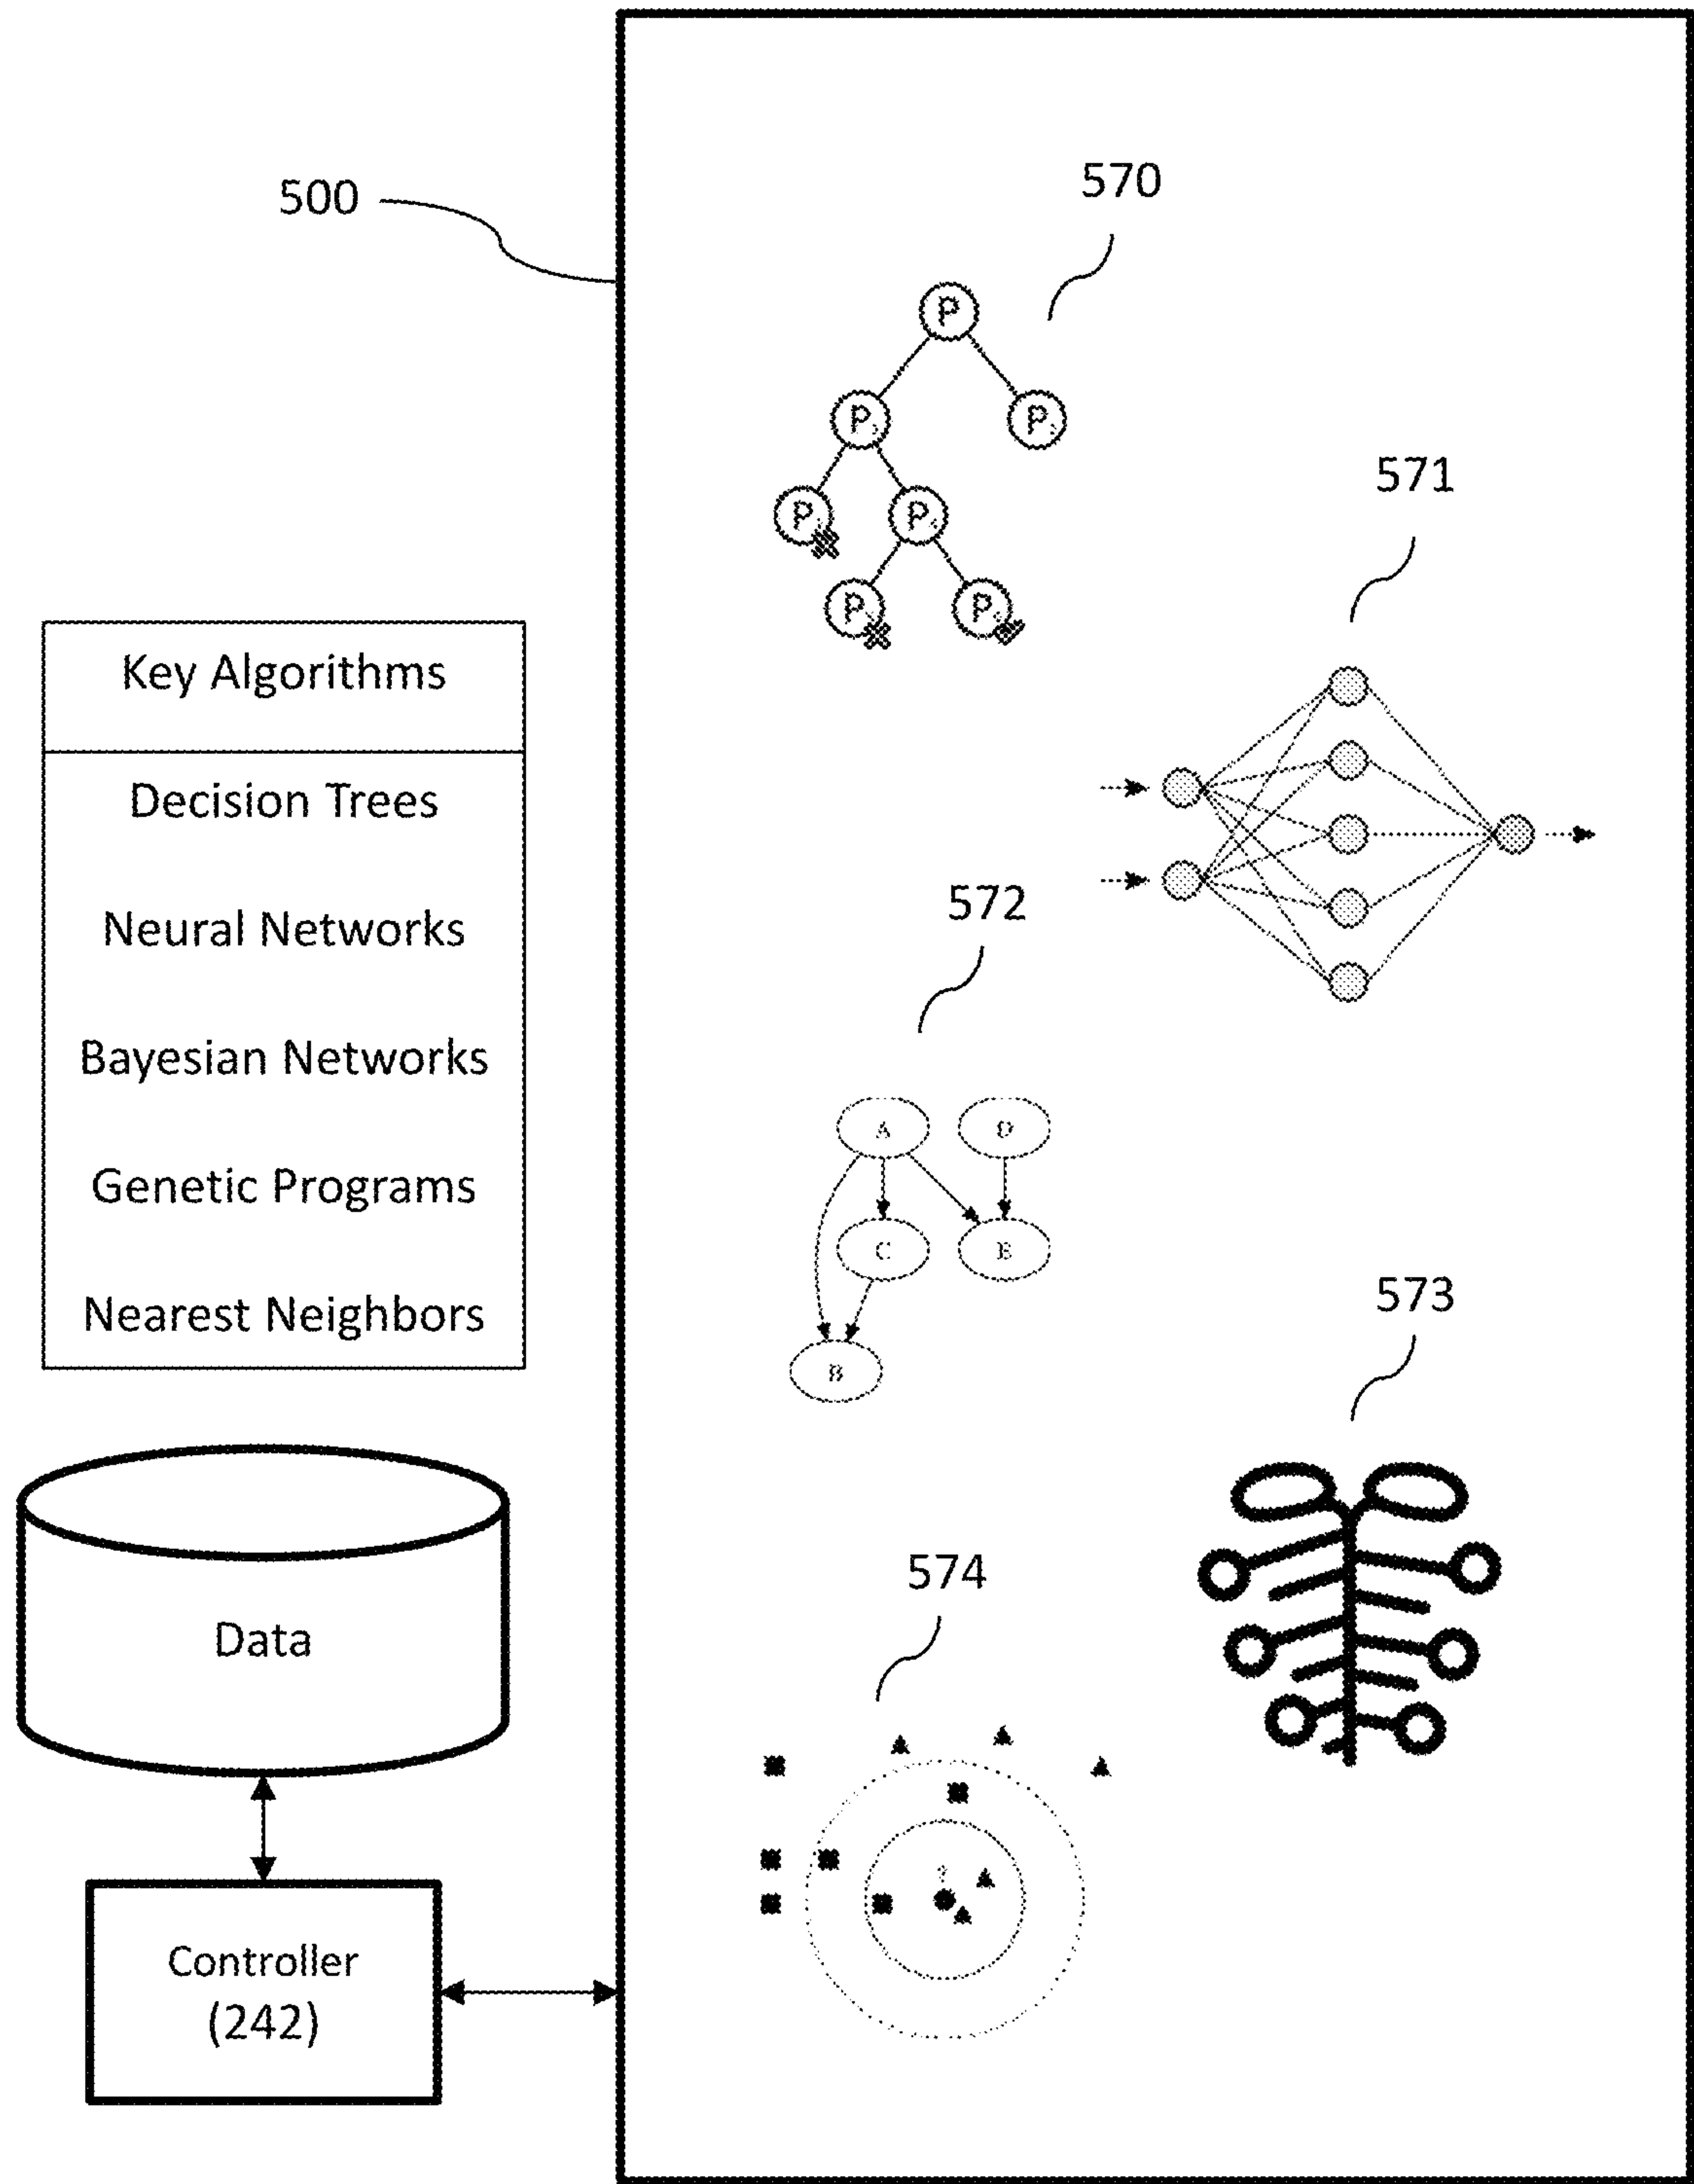 500
570
P
P
P
P
P
P
P
571
Key Algorithms
Decision Trees
Neural Networks
Bayesian Networks
Genetic Programs
Nearest Neighbors
572
A
D
C
E
B
573
Data
574
?
Controller
(242)